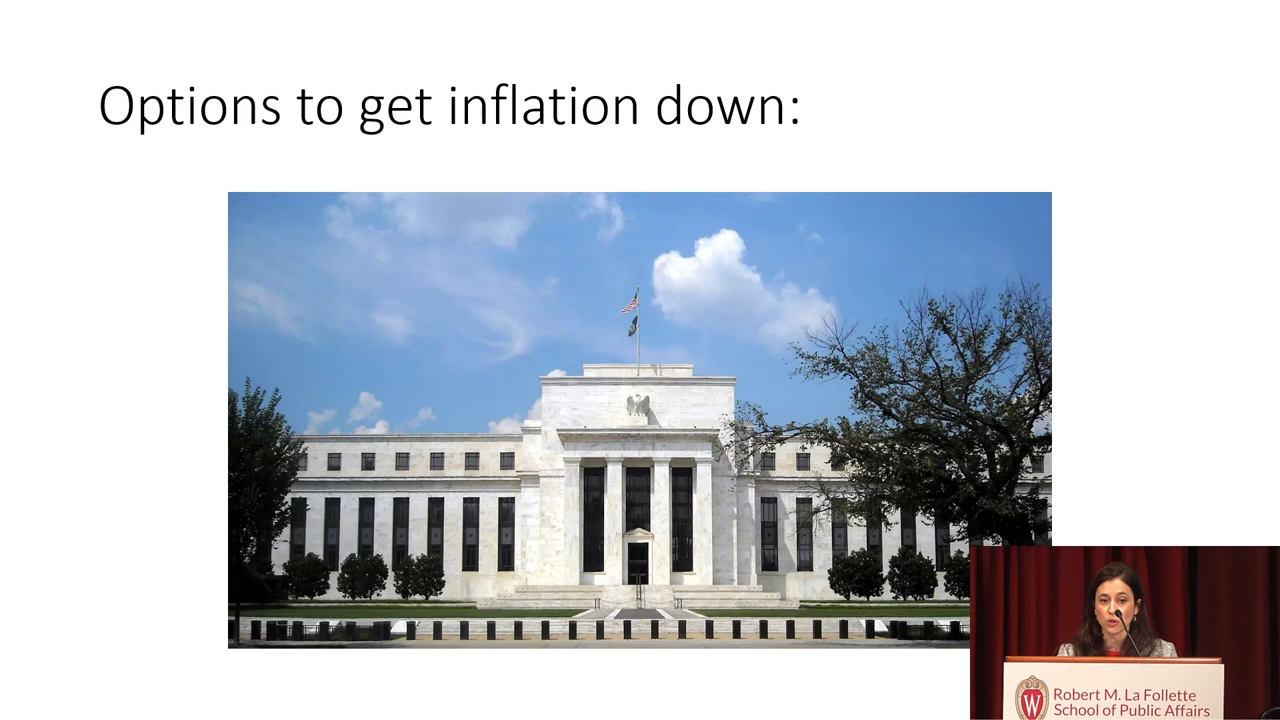 Options to get inflation down:
W
Robert M. La Follette
School of Public Affairs